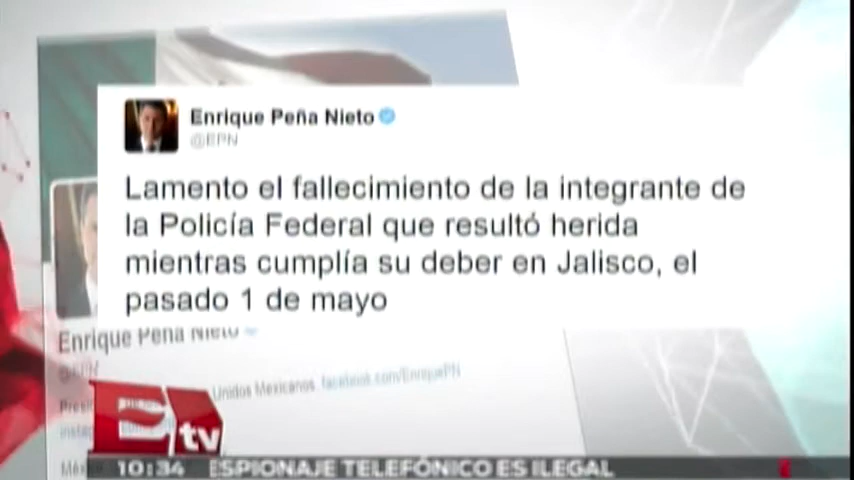 Enrique Peña Nieto
@EPN
Lamento el fallecimiento de la integrante de
la Policía Federal que resultó herida
mientras cumplía su deber en Jalisco, el
pasado 1 de mayo
Enrique Peña Nieto
@EPN
Unidos Mexicanos. facebook.com/EnriquePN
E tv
10:34 ESPIONAJE TELEFÓNICO ES ILEGAL